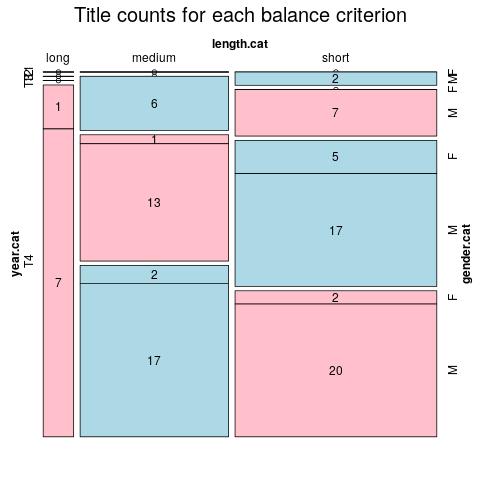 Title counts for each balance criterion
length.cat
long medium short
year.cat
T4
gender.cat
F
M
F
M
F
M
1
7
6
1
13
2
17
2
7
5
17
2
20